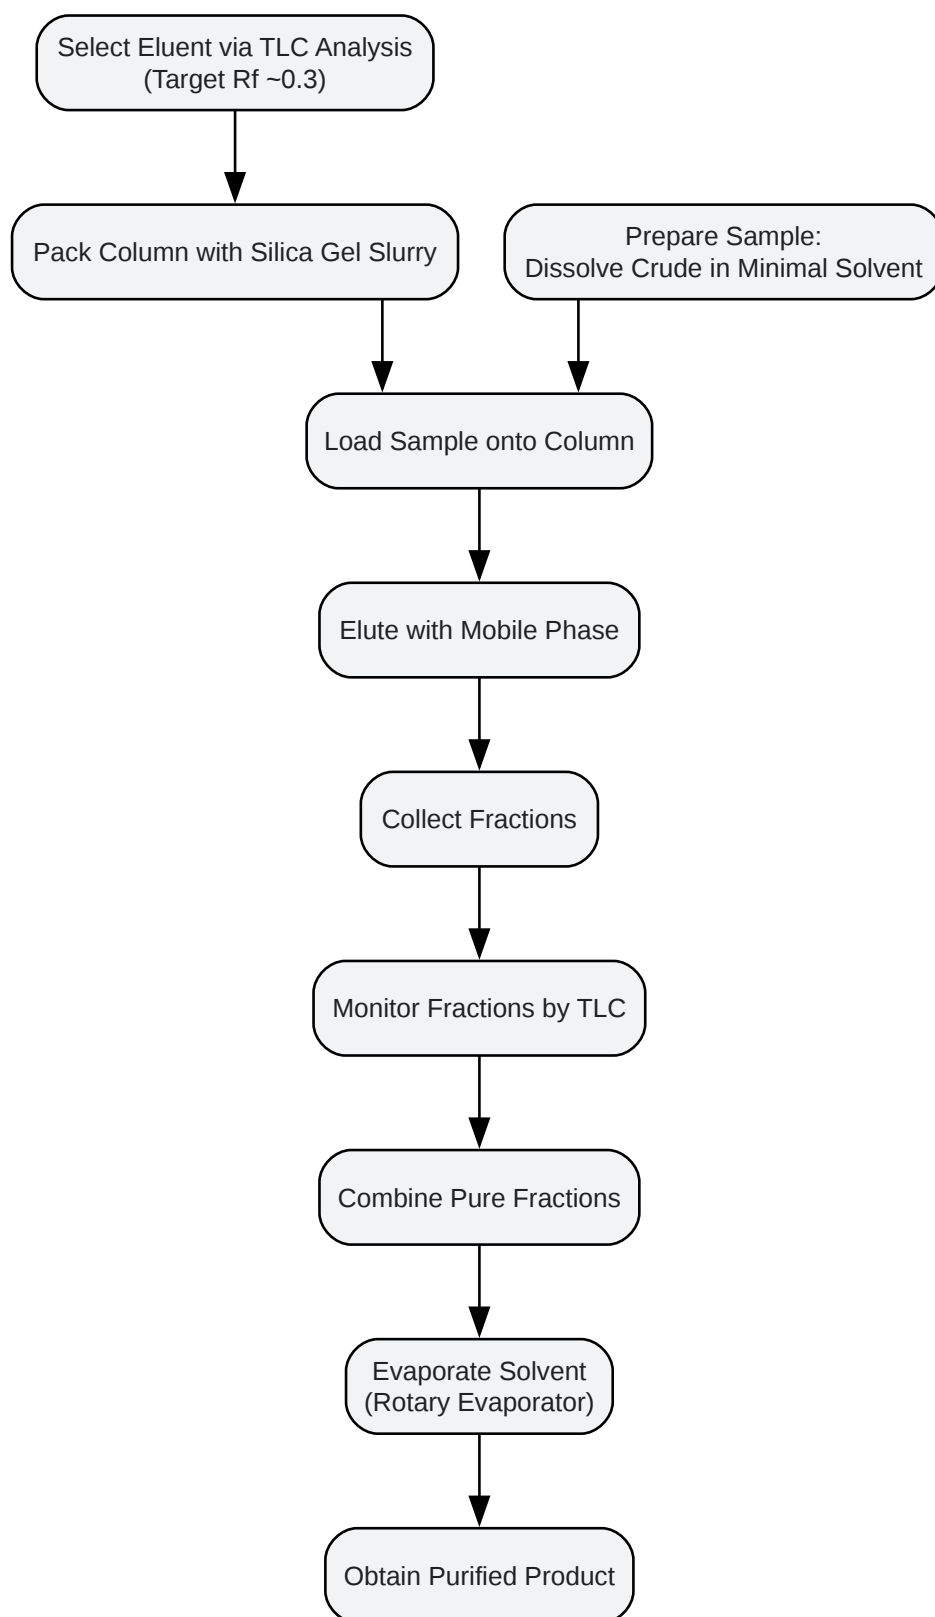 Select Eluent via TLC Analysis
(Target Rf ~0.3)
Pack Column with Silica Gel Slurry
Prepare Sample:
Dissolve Crude in Minimal Solvent
Load Sample onto Column
Elute with Mobile Phase
Collect Fractions
Monitor Fractions by TLC
Combine Pure Fractions
Evaporate Solvent
(Rotary Evaporator)
Obtain Purified Product